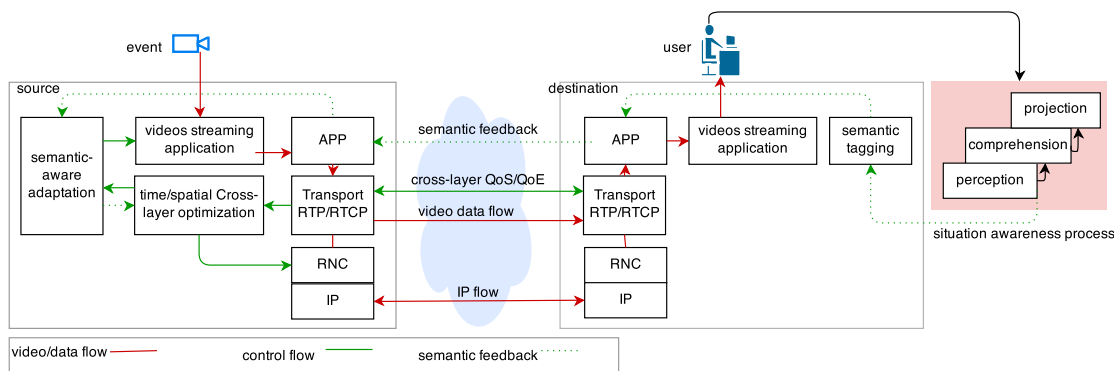 event
user
source
destination
projection
comprehension
perception
situation awareness process
semantic-
aware
adaptation
videos streaming
application
APP
semantic feedback
APP
videos streaming
application
semantic
tagging
time/spatial Cross-
layer optimization
Transport
RTP/RTCP
cross-layer QoS/QoE
video data flow
Transport
RTP/RTCP
RNC
IP
IP flow
RNC
IP
video/data flow
control flow
semantic feedback